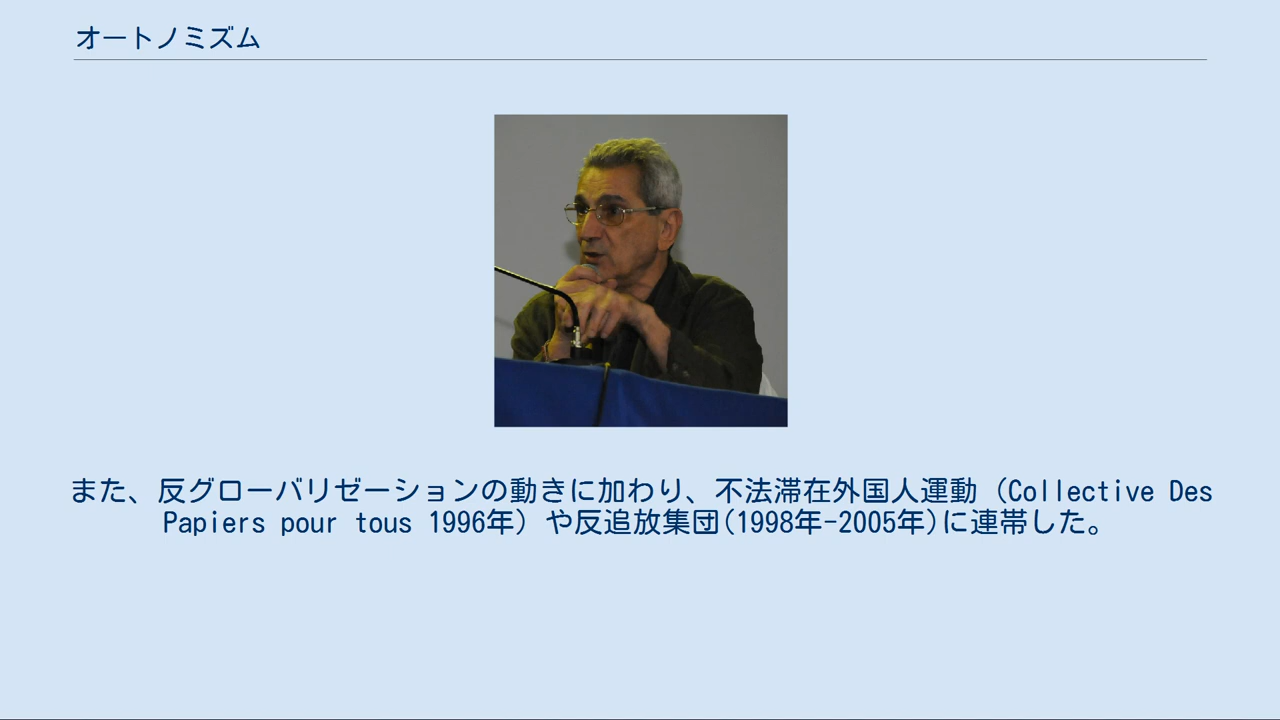 オートノミズム
また、反グローバリゼーションの動きに加わり、不法滞在外国人運動 (Collective Des
Papiers pour tous 1996年) や反追放集団(1998年-2005年)に連帯した。